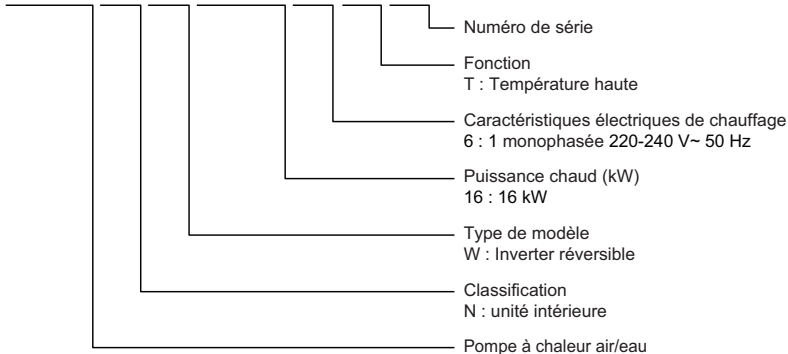 Numéro de série
Fonction
T : Température haute
Caractéristiques électriques de chauffage
6 : 1 monophasée 220-240 V~ 50 Hz
Puissance chaud (kW)
16 : 16 kW
Type de modèle
W : Inverter réversible
Classification
N : unité intérieure
Pompe à chaleur air/eau